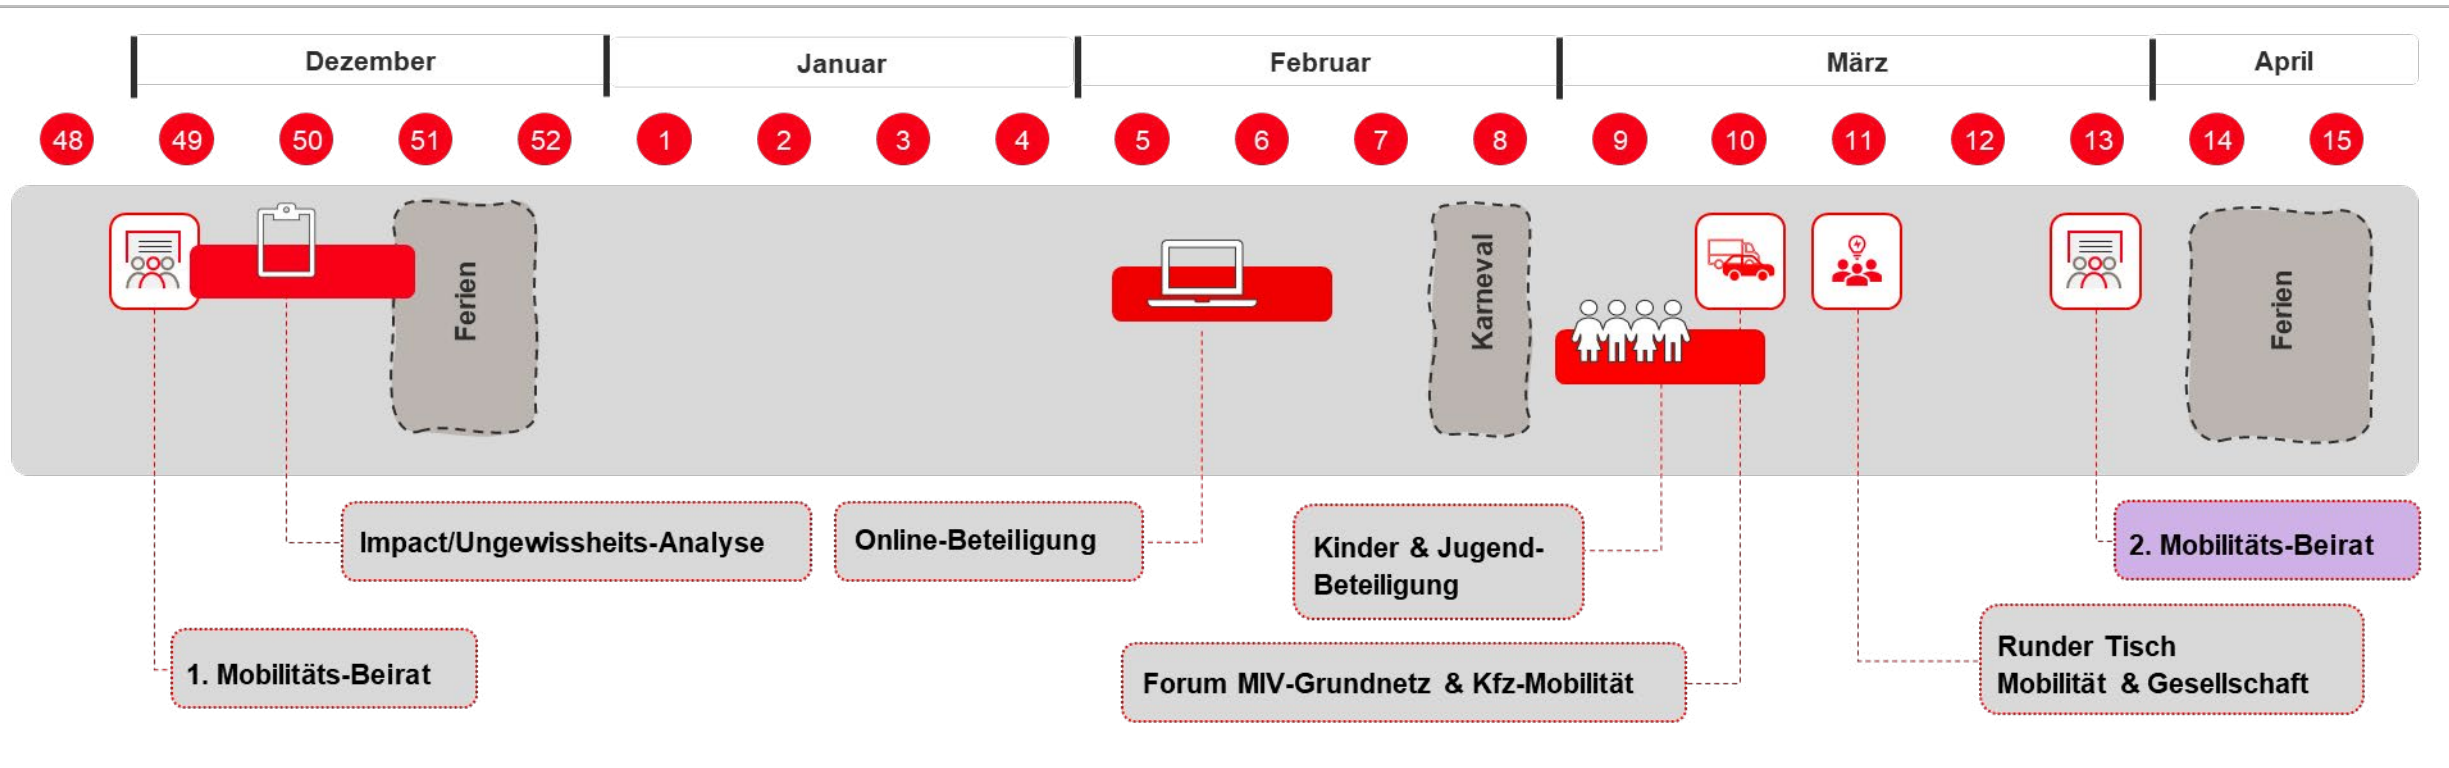 Dezember
Januar
Februar
März
April
48
49
50
51
52
1
2
3
4
5
6
7
8
9
10
11
12
13
14
15
Ferien
Karneval
Ferien
Impact/Ungewissheits-Analyse
Online-Beteiligung
Kinder & Jugend-
Beteiligung
2. Mobilitäts-Beirat
1. Mobilitäts-Beirat
Forum MIV-Grundnetz & Kfz-Mobilität
Runder Tisch
Mobilität & Gesellschaft